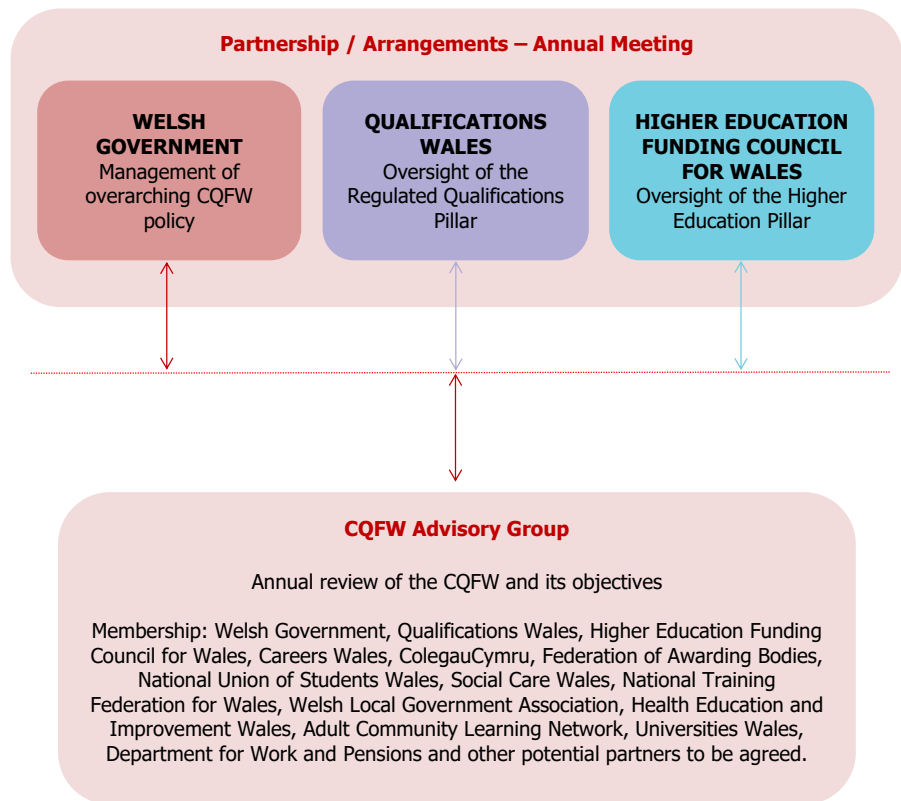 Partnership / Arrangements – Annual Meeting
WELSH
GOVERNMENT
Management of
overarching CQFW
policy
QUALIFICATIONS
WALES
Oversight of the
Regulated Qualifications
Pillar
HIGHER EDUCATION
FUNDING COUNCIL
FOR WALES
Oversight of the Higher
Education Pillar
CQFW Advisory Group
Annual review of the CQFW and its objectives
Membership: Welsh Government, Qualifications Wales, Higher Education Funding
Council for Wales, Careers Wales, ColegauCymru, Federation of Awarding Bodies,
National Union of Students Wales, Social Care Wales, National Training
Federation for Wales, Welsh Local Government Association, Health Education and
Improvement Wales, Adult Community Learning Network, Universities Wales,
Department for Work and Pensions and other potential partners to be agreed.